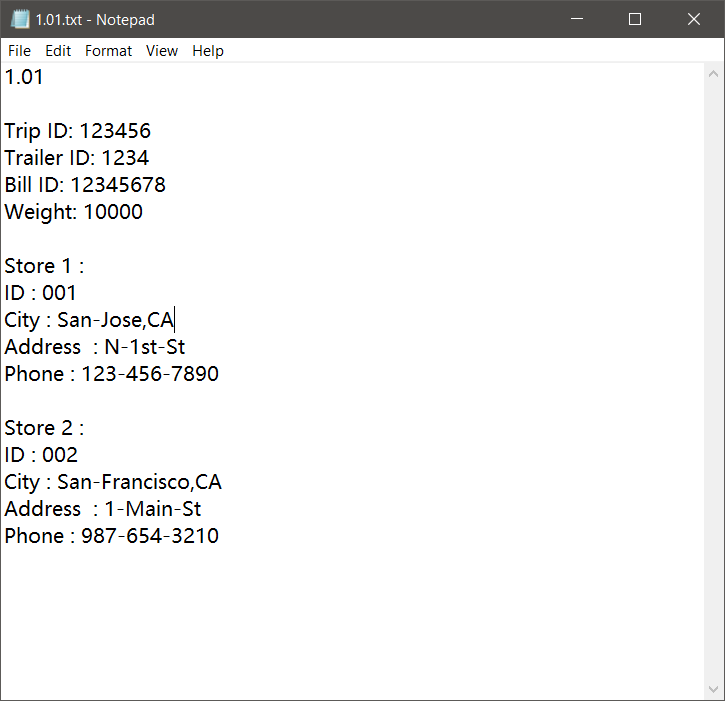 1.01.txt - Notepad
File Edit Format View Help
1.01
Trip ID: 123456
Trailer ID: 1234
Bill ID: 12345678
Weight: 10000
Store 1 :
ID : 001
City : San-Jose,CA
Address  : N-1st-St
Phone : 123-456-7890
Store 2 :
ID : 002
City : San-Francisco,CA
Address  : 1-Main-St
Phone : 987-654-3210